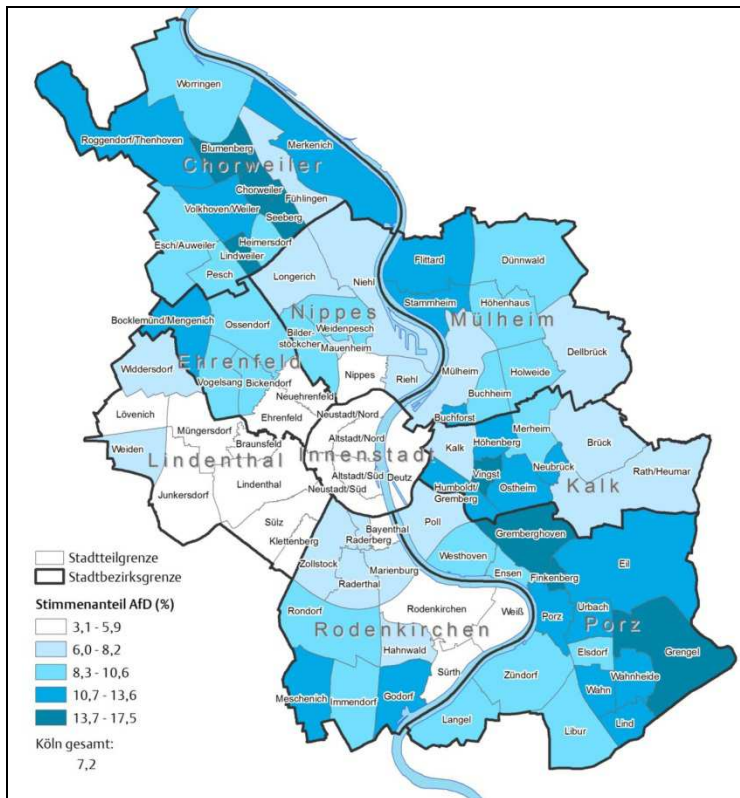 Worringen
Roggendorf/Thenhoven
Blumenberg
Merkenich
Chorweiler
Chorweiler
Fühlingen
Volkhoven/Weiler
Seeberg
Esch/Auweiler
Heimersdorf
Lindweiler
Pesch
Longerich
Niehl
Flittard
Dünnwald
Stammheim
Höhenhaus
Bocklemünd/Mengenich
Ossendorf
Nippes
Bilder-
stöckchen
Weidenpesch
Mauenheim
Mülheim
Dellbrück
Ehrenfeld
Widdersdorf
Vogelsang
Bickendorf
Nippes
Riehl
Mülheim
Holweide
Buchheim
Neuehrenfeld
Ehrenfeld
Lövenich
Müngersdorf
Neustadt/Nord
Buchforst
Merheim
Höhenberg
Brück
Weiden
Braunsfeld
Altstadt/Nord
Kalk
Lindenthal
Innenstadt
Vingst
Neubrück
Rath/Heumar
Altstadt/Süd
Deutz
Humboldt/
Gremberg
Ostheim
Kalk
Junkersdorf
Lindenthal
Neustadt/Süd
Sülz
Klettenberg
Bayenthal
Raderberg
Poll
Gremberghoven
Zollstock
Marienburg
Raderthal
Westhoven
Ensen
Finkenberg
Eil
Rondorf
Rodenkirchen
Weiß
Porz
Urbach
Rodenkirchen
Porz
Elsdorf
Grengel
Hahnwald
Sürth
Zündorf
Wahnheide
Wahn
Meschenich
Immendorf
Godorf
Langel
Libur
Lind
Stadtteilgrenze
Stadtbezirksgrenze
Stimmenanteil AfD (%)
3,1 - 5,9
6,0 - 8,2
8,3 - 10,6
10,7 - 13,6
13,7 - 17,5
Köln gesamt:
7,2